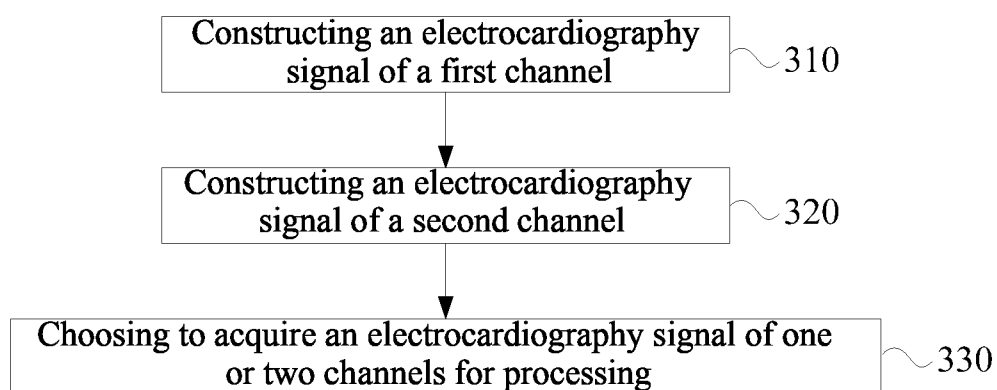 Constructing an electrocardiography
signal of a first channel
310
Constructing an electrocardiography
signal of a second channel
320
Choosing to acquire an electrocardiography signal of one
or two channels for processing
330